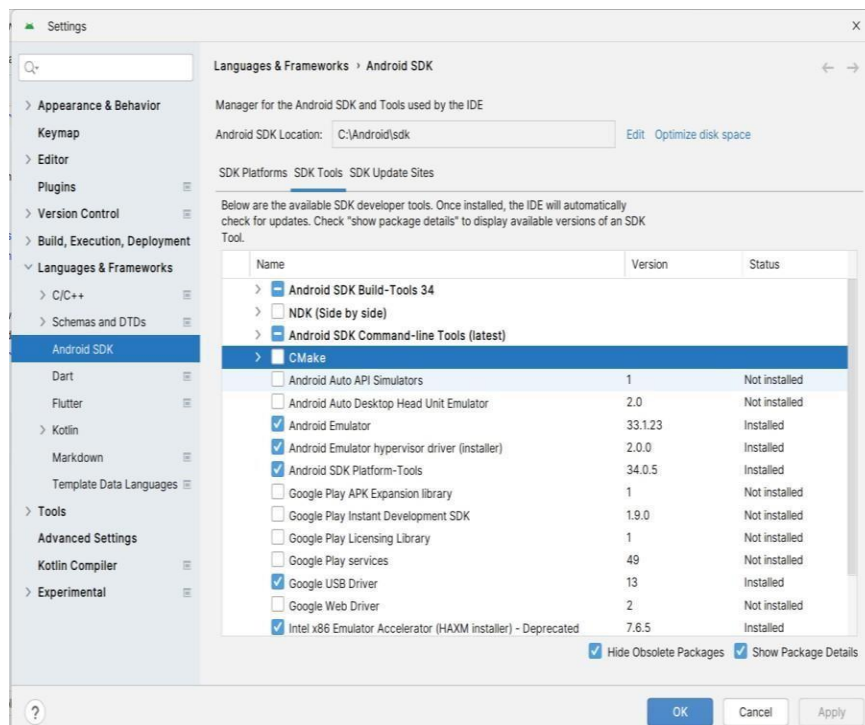 Settings
X
Languages & Frameworks › Android SDK
Appearance & Behavior
Keymap
Editor
Plugins
Version Control
Build, Execution, Deployment
Languages & Frameworks
C/C++
Schemas and DTDs
Android SDK
Dart
Flutter
Kotlin
Markdown
Template Data Languages
Tools
Advanced Settings
Kotlin Compiler
Experimental
Manager for the Android SDK and Tools used by the IDE
Android SDK Location: C:\Android\sdk Edit Optimize disk space
SDK Platforms SDK Tools SDK Update Sites
Below are the available SDK developer tools. Once installed, the IDE will automatically
check for updates. Check "show package details" to display available versions of an SDK
Tool.
Name Version Status
Android SDK Build-Tools 34
NDK (Side by side)
Android SDK Command-line Tools (latest)
CMake
Android Auto API Simulators 1 Not installed
Android Auto Desktop Head Unit Emulator 2.0 Not installed
Android Emulator 33.1.23 Installed
Android Emulator hypervisor driver (installer) 2.0.0 Installed
Android SDK Platform-Tools 34.0.5 Installed
Google Play APK Expansion library 1 Not installed
Google Play Instant Development SDK 1.9.0 Not installed
Google Play Licensing Library 1 Not installed
Google Play services 49 Not installed
Google USB Driver 13 Installed
Google Web Driver 2 Not installed
Intel x86 Emulator Accelerator (HAXM installer) - Deprecated 7.6.5 Installed
Hide Obsolete Packages Show Package Details
? OK Cancel Apply